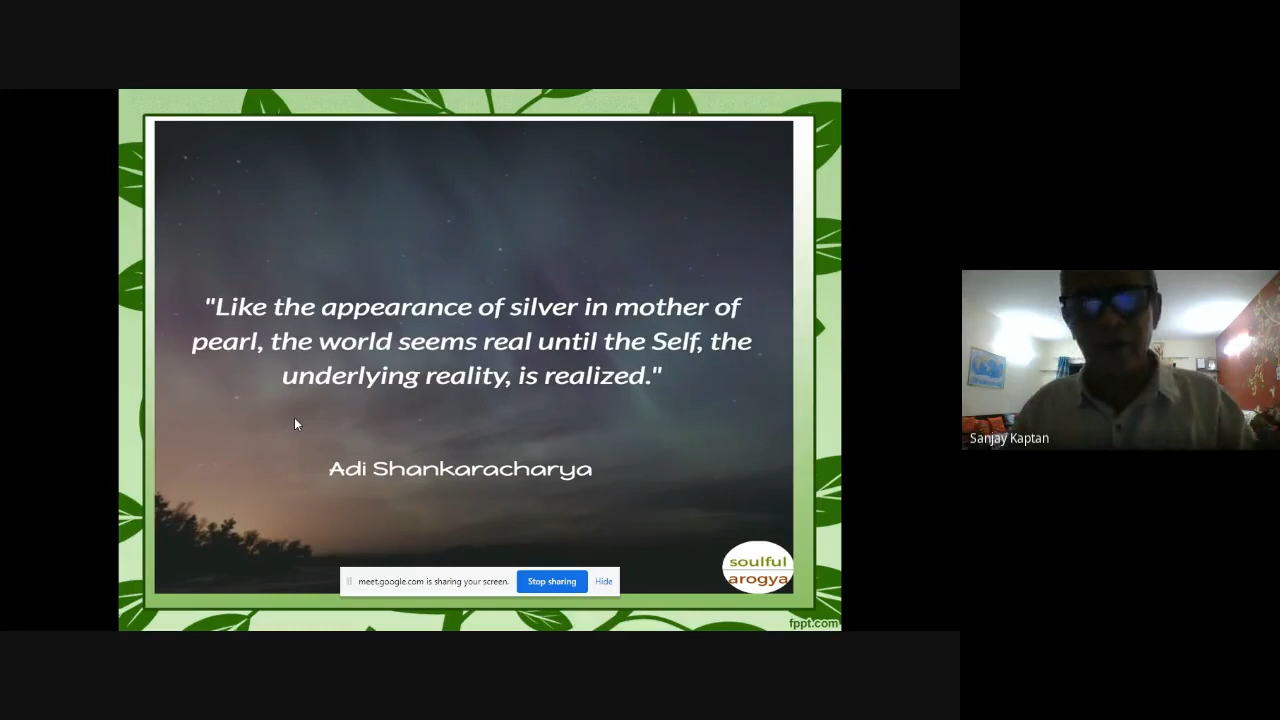 "Like the appearance of silver in mother of
pearl, the world seems real until the Self, the
underlying reality, is realized."
Adi Shankaracharya
soulful
arogya
meet.google.com is sharing your screen. Stop sharing Hide
fppt.com
Sanjay Kaptan